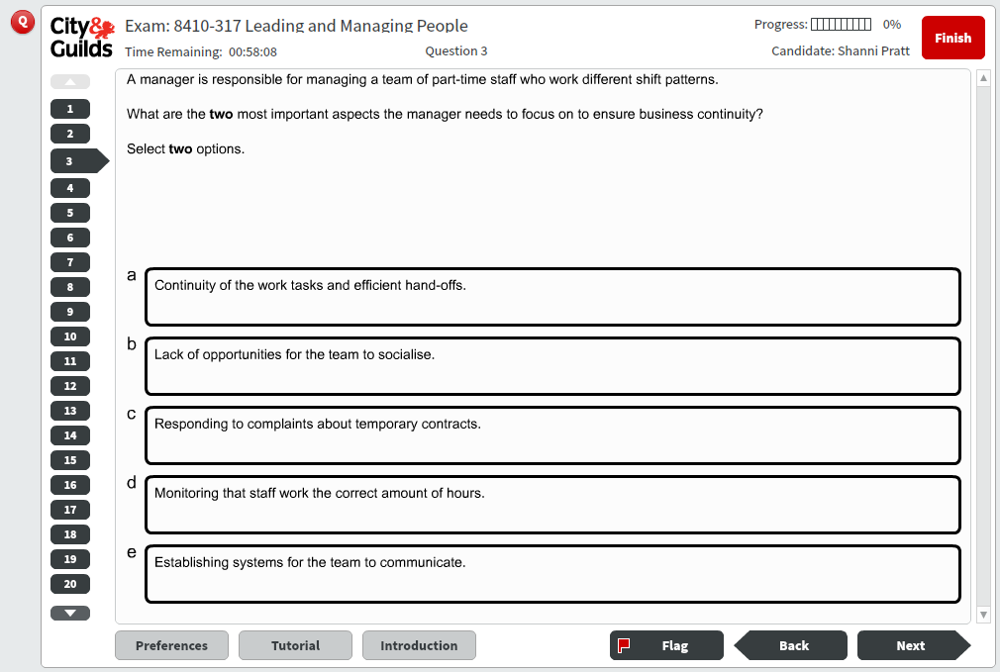 Q
City&
Guilds
Exam: 8410-317 Leading and Managing People
Progress: 0%
Finish
Time Remaining: 00:58:08
Question 3
Candidate: Shanni Pratt
A manager is responsible for managing a team of part-time staff who work different shift patterns.
What are the two most important aspects the manager needs to focus on to ensure business continuity?
Select two options.
1
2
3
4
5
6
7
8
9
10
11
12
13
14
15
16
17
18
19
20
a
Continuity of the work tasks and efficient hand-offs.
b
Lack of opportunities for the team to socialise.
c
Responding to complaints about temporary contracts.
d
Monitoring that staff work the correct amount of hours.
e
Establishing systems for the team to communicate.
Preferences
Tutorial
Introduction
Flag
Back
Next